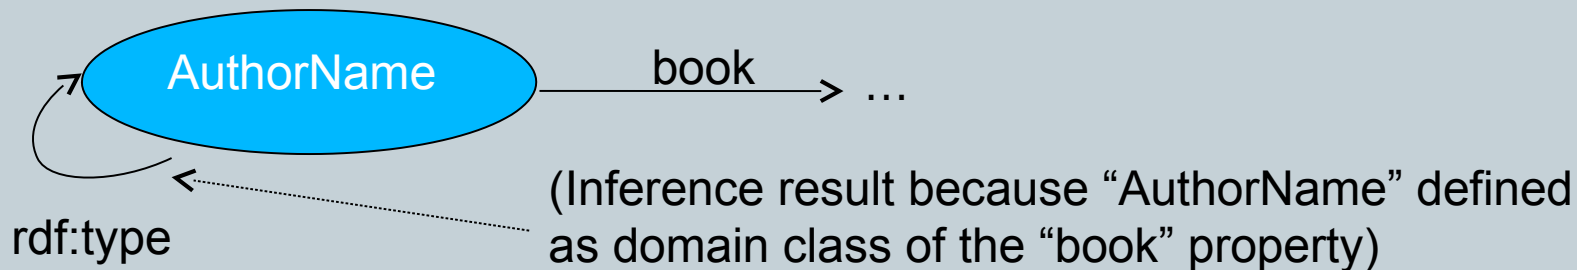 AuthorName
book
…
(Inference result because “AuthorName” defined
as domain class of the “book” property)
rdf:type